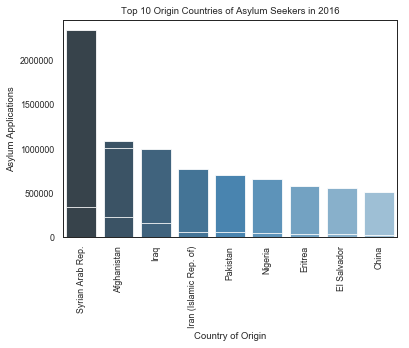 Top 10 Origin Countries of Asylum Seekers in 2016
Asylum Applications
2000000
1500000
1000000
500000
0
Syrian Arab Rep.
Afghanistan
Iraq
Iran (Islamic Rep. of)
Pakistan
Nigeria
Eritrea
El Salvador
China
Country of Origin